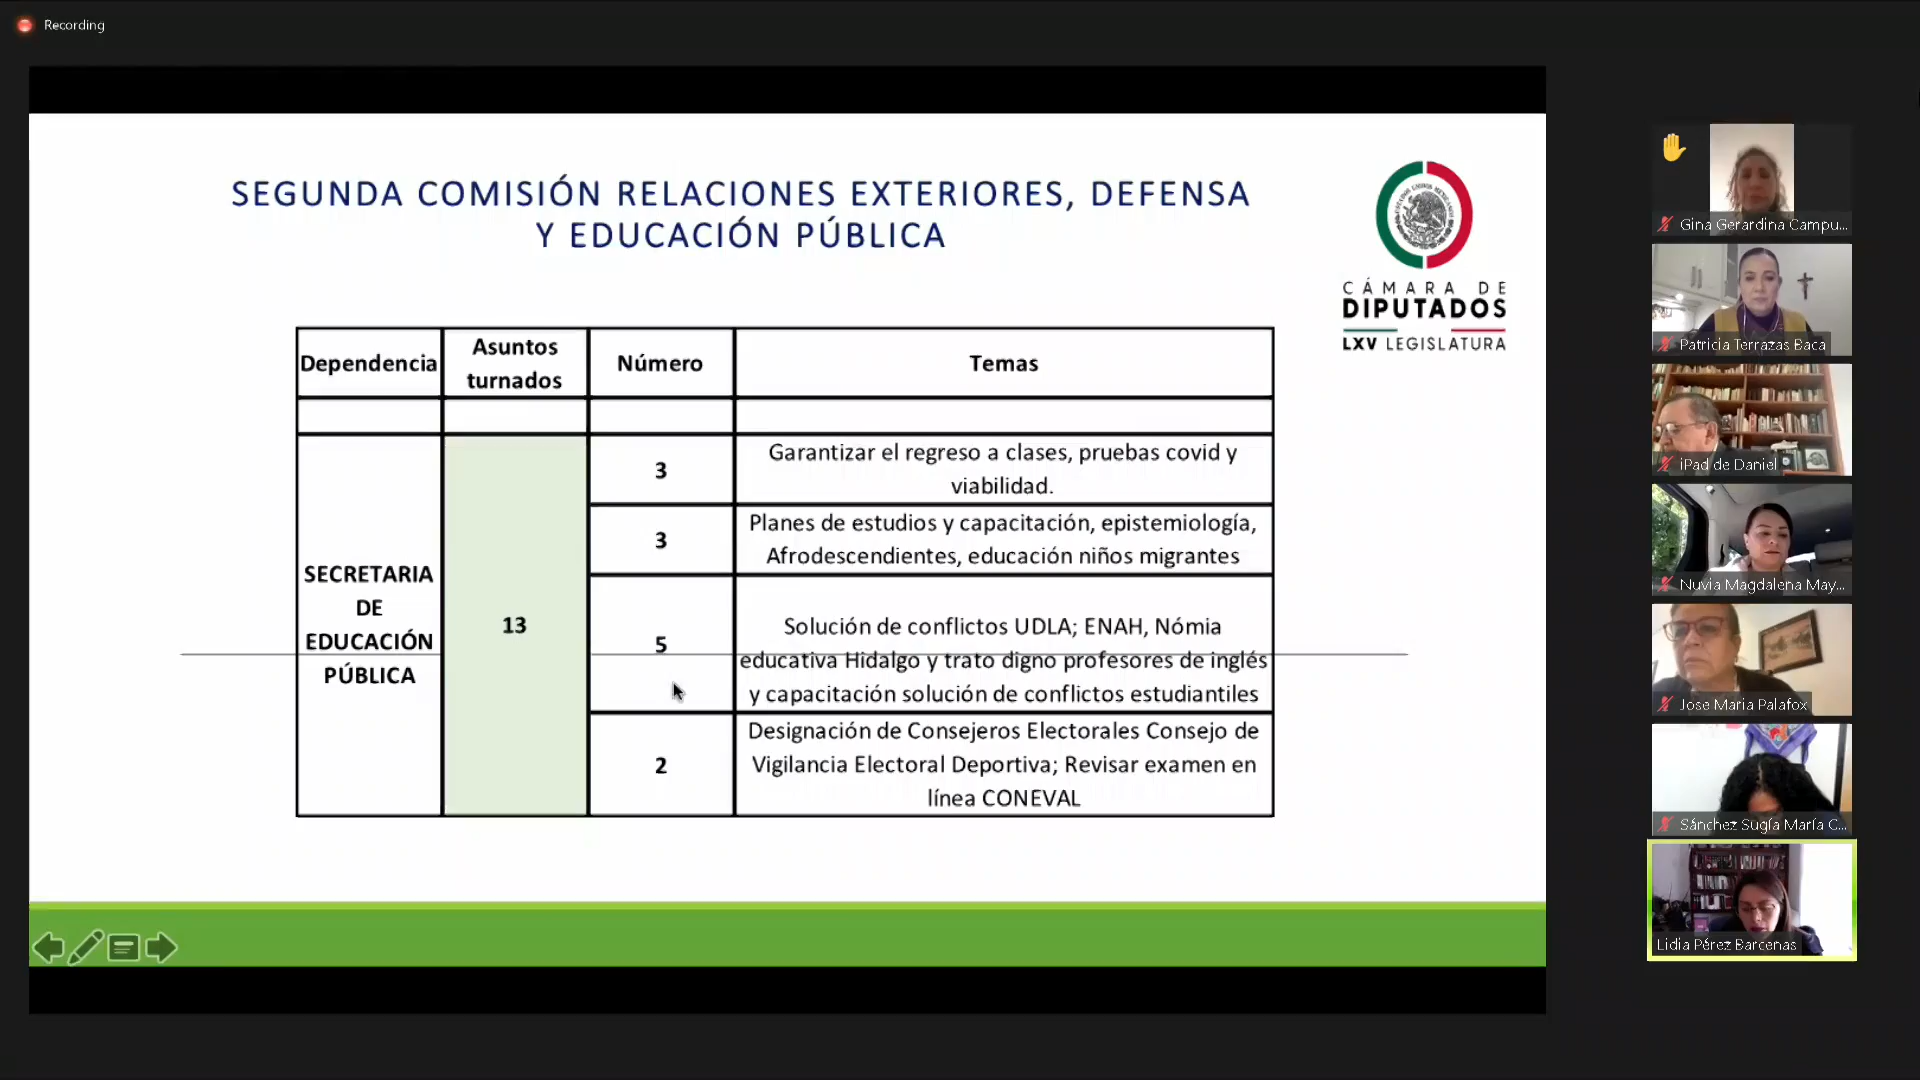 Recording
SEGUNDA COMISIÓN RELACIONES EXTERIORES, DEFENSA
Y EDUCACIÓN PÚBLICA
CÁMARA DE
DIPUTADOS
LXV LEGISLATURA
Dependencia
Asuntos
turnados
Número
Temas
SECRETARIA
DE
EDUCACIÓN
PÚBLICA
13
3
Garantizar el regreso a clases, pruebas covid y
viabilidad.
3
Planes de estudios y capacitación, epistemiología,
Afrodescendientes, educación niños migrantes
5
Solución de conflictos UDLA; ENAH, Nómia
educativa Hidalgo y trato digno profesores de inglés
y capacitación solución de conflictos estudiantiles
2
Designación de Consejeros Electorales Consejo de
Vigilancia Electoral Deportiva; Revisar examen en
línea CONEVAL
Gina Gerardina Campu...
Patricia Terrazas Baca
iPad de Daniel
Nuvia Magdalena May...
Jose Maria Palafox
Sánchez Sugía María C...
Lidia Pérez Barcenas